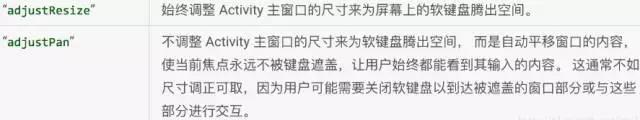 "adjustResize" 始终调整 Activity 主窗口的尺寸来为屏幕上的软键盘腾出空间。
"adjustPan" 不调整 Activity 主窗口的尺寸来为软键盘腾出空间， 而是自动平移窗口的内容，
使当前焦点永远不被键盘遮盖，让用户始终都能看到其输入的内容。 这通常不如
尺寸调正可取，因为用户可能需要关闭软键盘以到达被遮盖的窗口部分或与这些
部分进行交互。